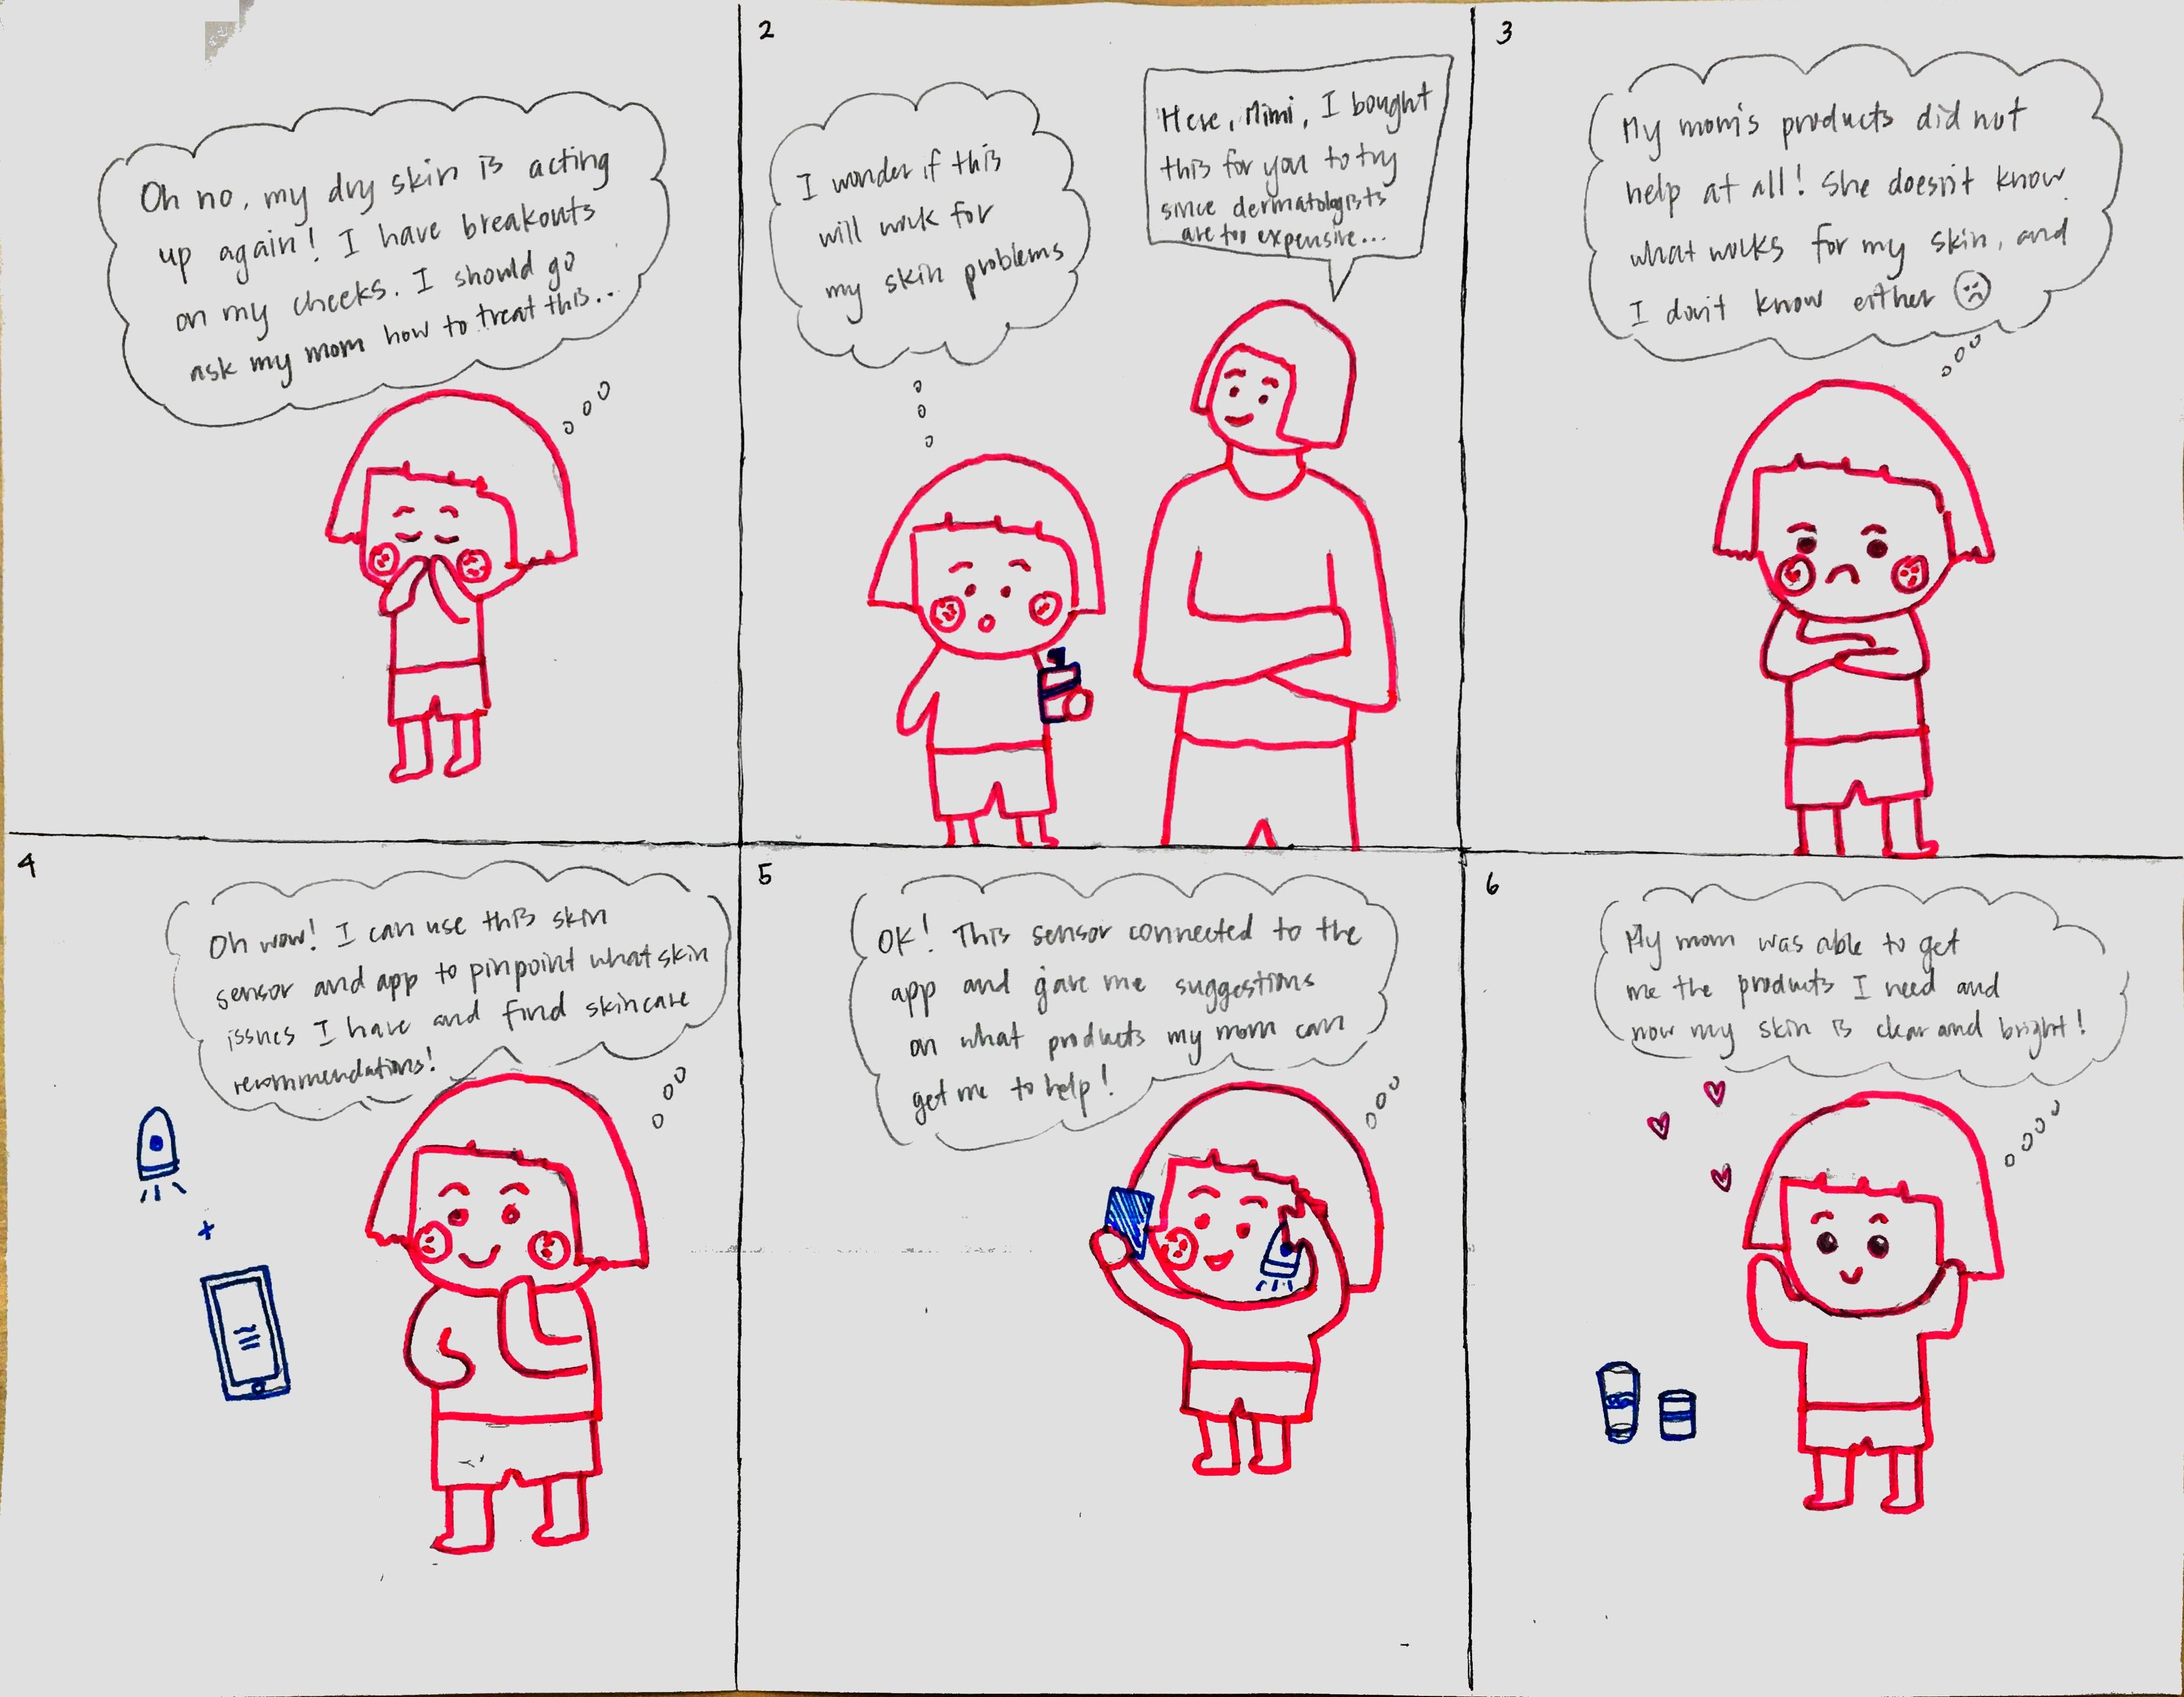 Oh no, my dry skin is acting
up again! I have breakouts
on my cheeks. I should go
ask my mom how to treat this...
2
I wonder if this
will work for
my skin problems
Here, Mimi, I bought
this for you to try
since dermatologists
are too expensive...
3
My mom's products did not
help at all! She doesn't know
what works for my skin, and
I don't know either ☹
4
Oh wow! I can use this skin
sensor and app to pinpoint what skin
issues I have and find skincare
recommendations!
+
5
OK! This sensor connected to the
app and gave me suggestions
on what products my mom can
get me to help!
6
My mom was able to get
me the products I need and
now my skin is clear and bright!